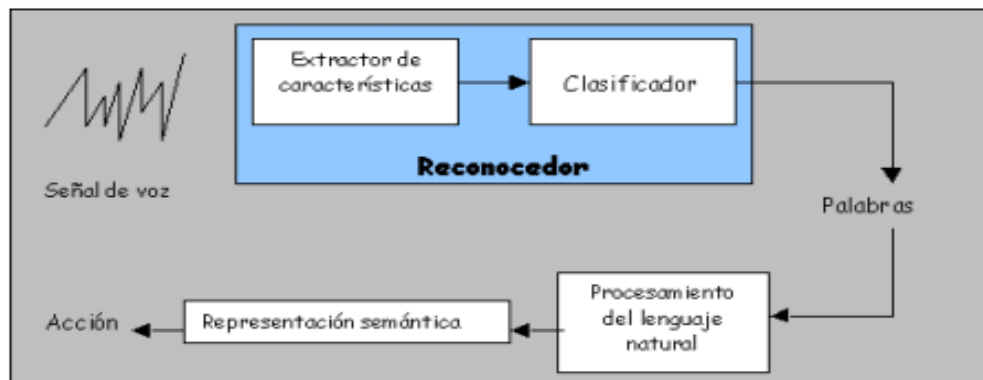 Extractor de
características
Clasificador
Reconocedor
Señal de voz
Palabras
Procesamiento
del lenguaje
natural
Representación semántica
Acción